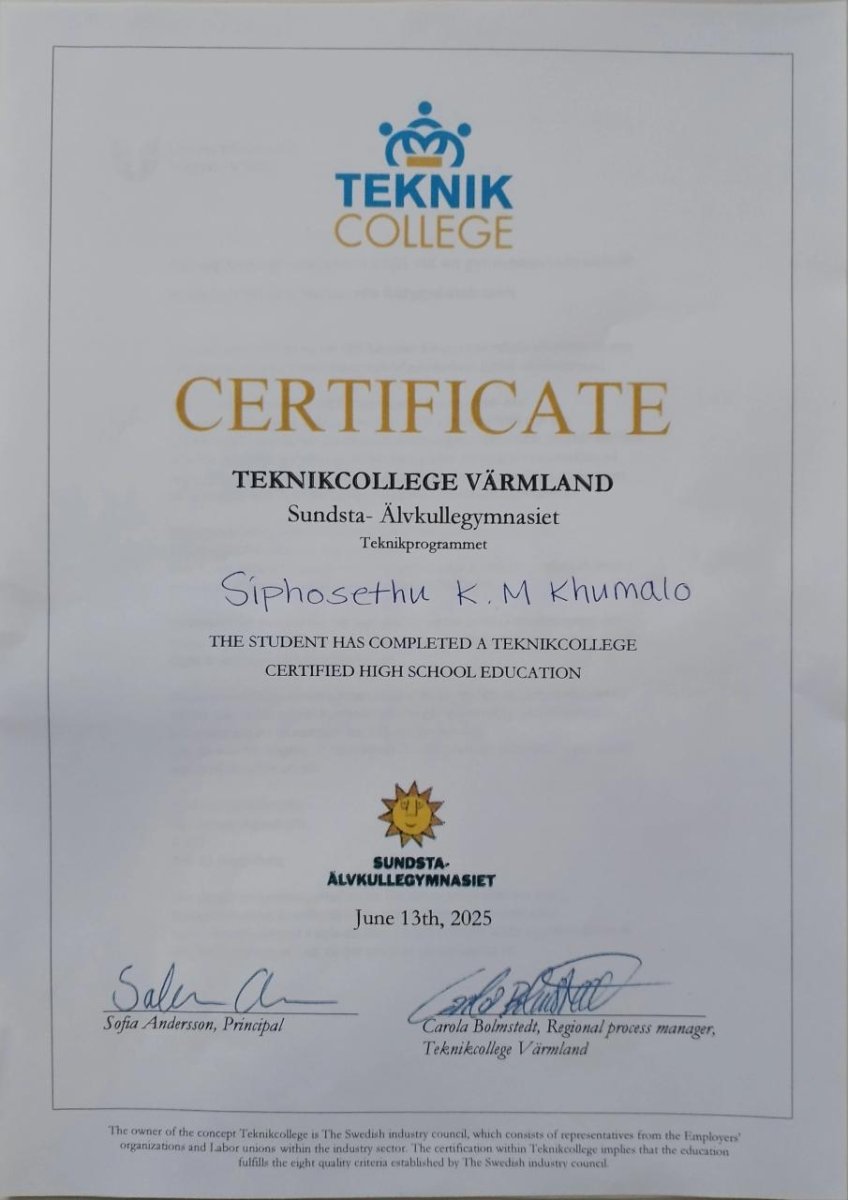 TEKNIK
COLLEGE
CERTIFICATE
TEKNIKCOLLEGE VÄRMLAND
Sundsta- Älvkullegymnasiet
Teknikprogrammet
Siphosethu K.M Khumalo
THE STUDENT HAS COMPLETED A TEKNIKCOLLEGE
CERTIFIED HIGH SCHOOL EDUCATION
SUNDSTA-
ÄLVKULLEGYMNASIET
June 13th, 2025
Sofia Andersson, Principal
Carola Bolmstedt, Regional process manager,
Teknikcollege Värmland
The owner of the concept Teknikcollege is The Swedish industry council, which consists of representatives from the Employers'
organizations and Labor unions within the industry sector. The certification within Teknikcollege implies that the education
fulfills the eight quality criteria established by The Swedish industry council.